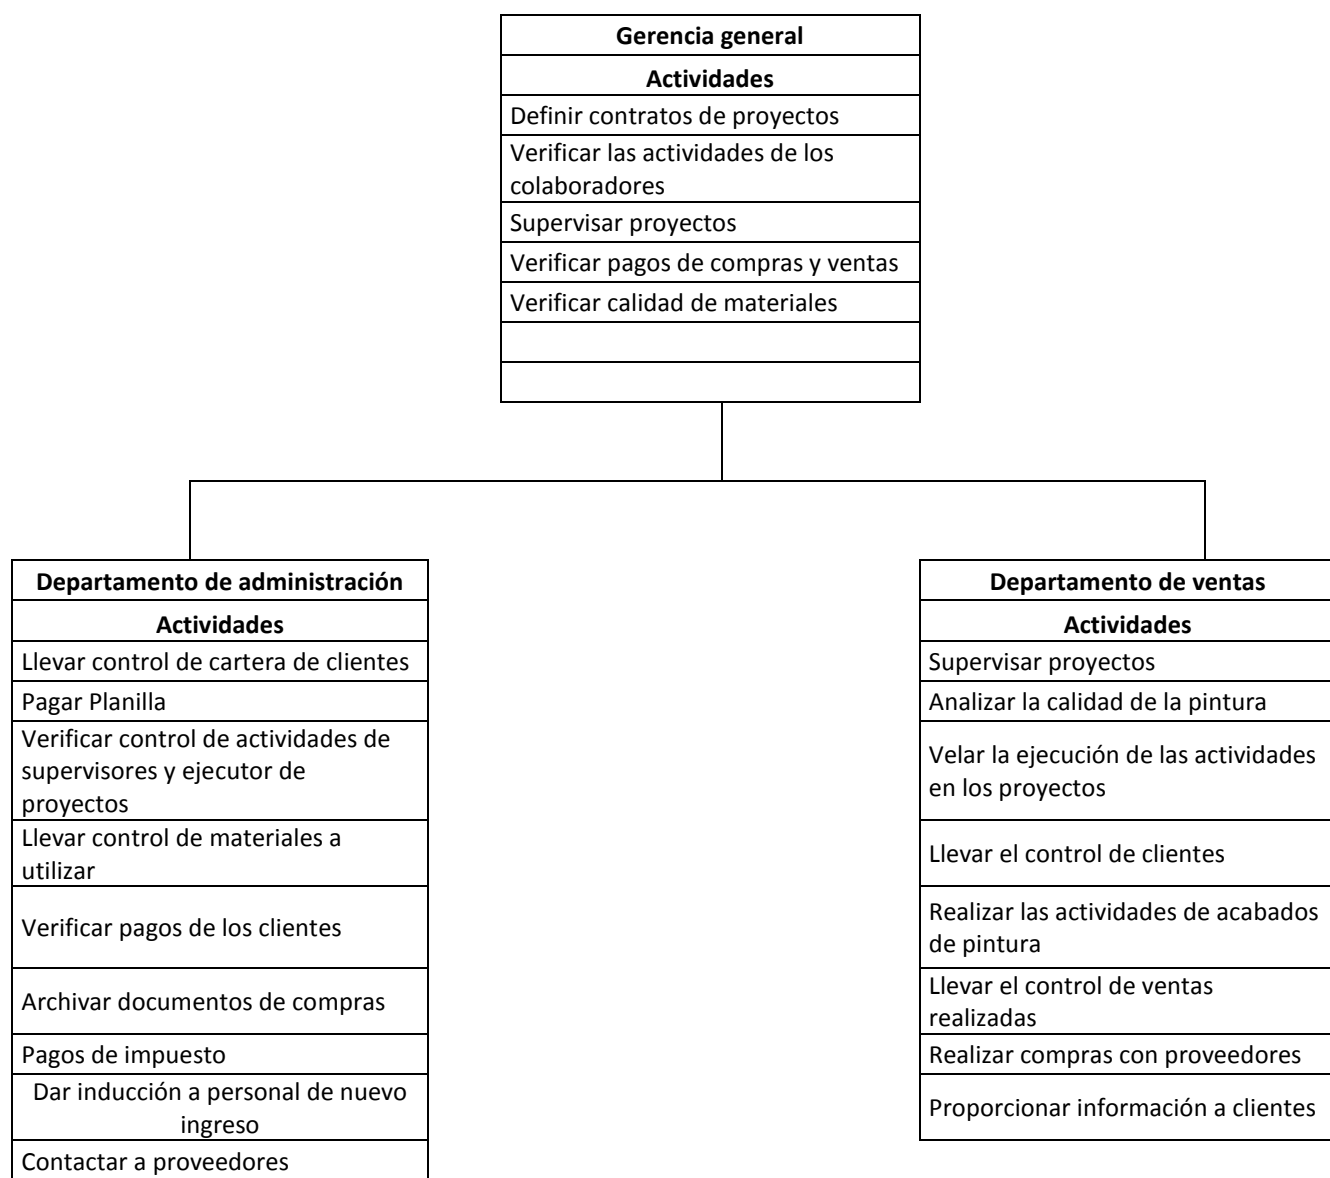 Gerencia general
Actividades
Definir contratos de proyectos
Verificar las actividades de los
colaboradores
Supervisar proyectos
Verificar pagos de compras y ventas
Verificar calidad de materiales
Departamento de administración
Actividades
Llevar control de cartera de clientes
Pagar Planilla
Verificar control de actividades de
supervisores y ejecutor de
proyectos
Llevar control de materiales a
utilizar
Verificar pagos de los clientes
Archivar documentos de compras
Pagos de impuesto
Dar inducción a personal de nuevo
ingreso
Contactar a proveedores
Departamento de ventas
Actividades
Supervisar proyectos
Analizar la calidad de la pintura
Velar la ejecución de las actividades
en los proyectos
Llevar el control de clientes
Realizar las actividades de acabados
de pintura
Llevar el control de ventas
realizadas
Realizar compras con proveedores
Proporcionar información a clientes